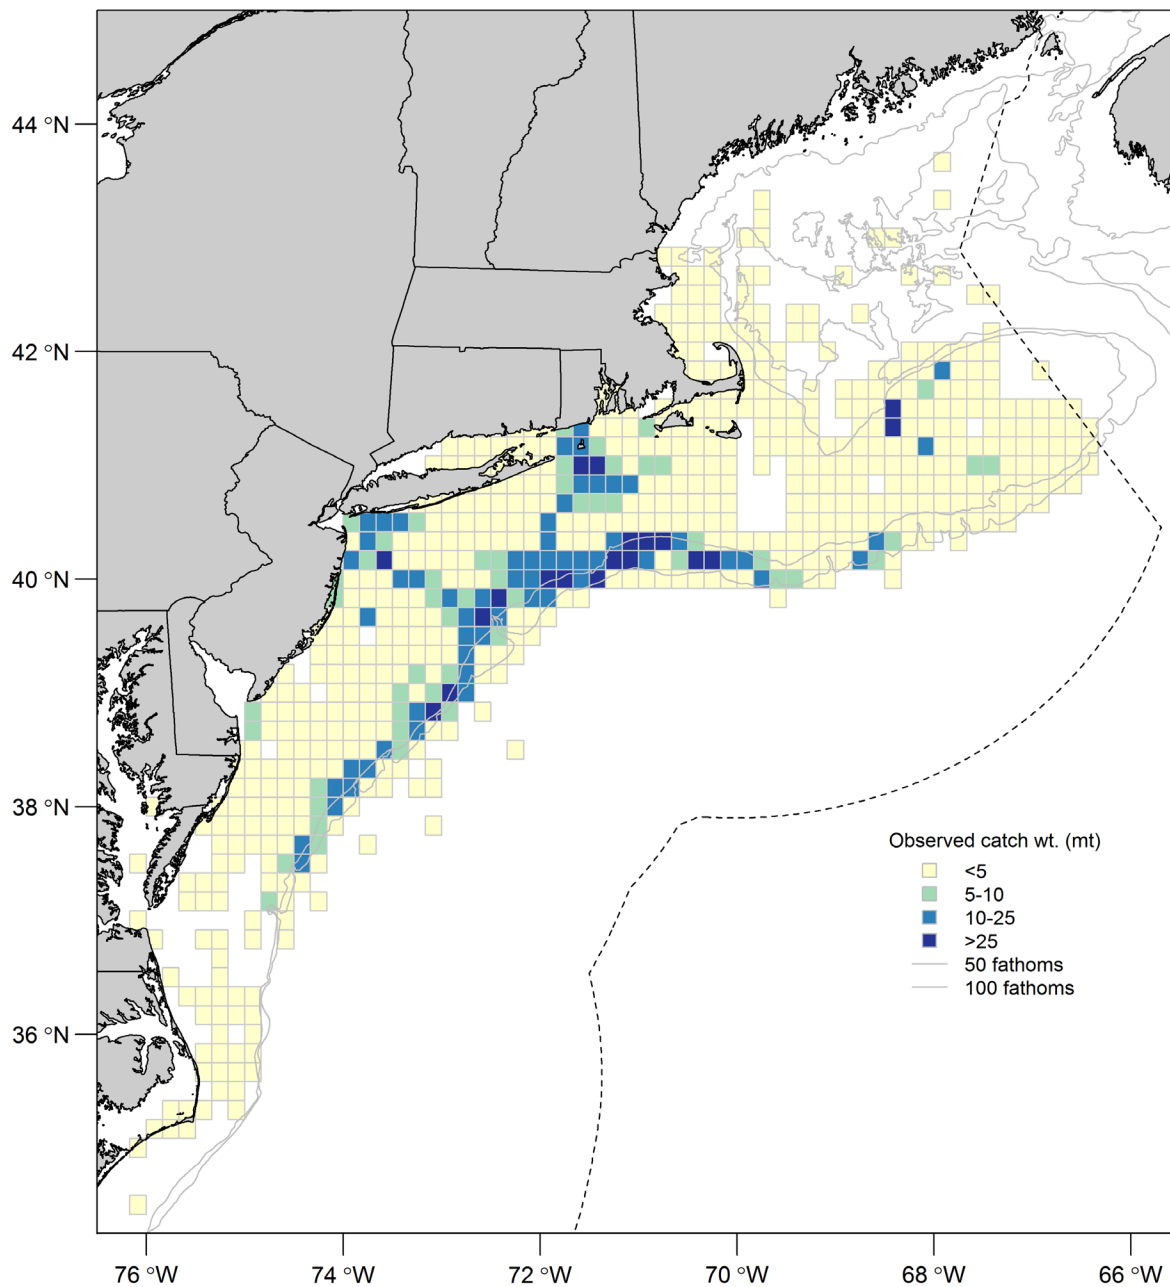 44 °N
42 °N
40 °N
38 °N
36 °N
Observed catch wt. (mt)
<5
5-10
10-25
>25
50 fathoms
100 fathoms
76 °W 74 °W 72 °W 70 °W 68 °W 66 °W